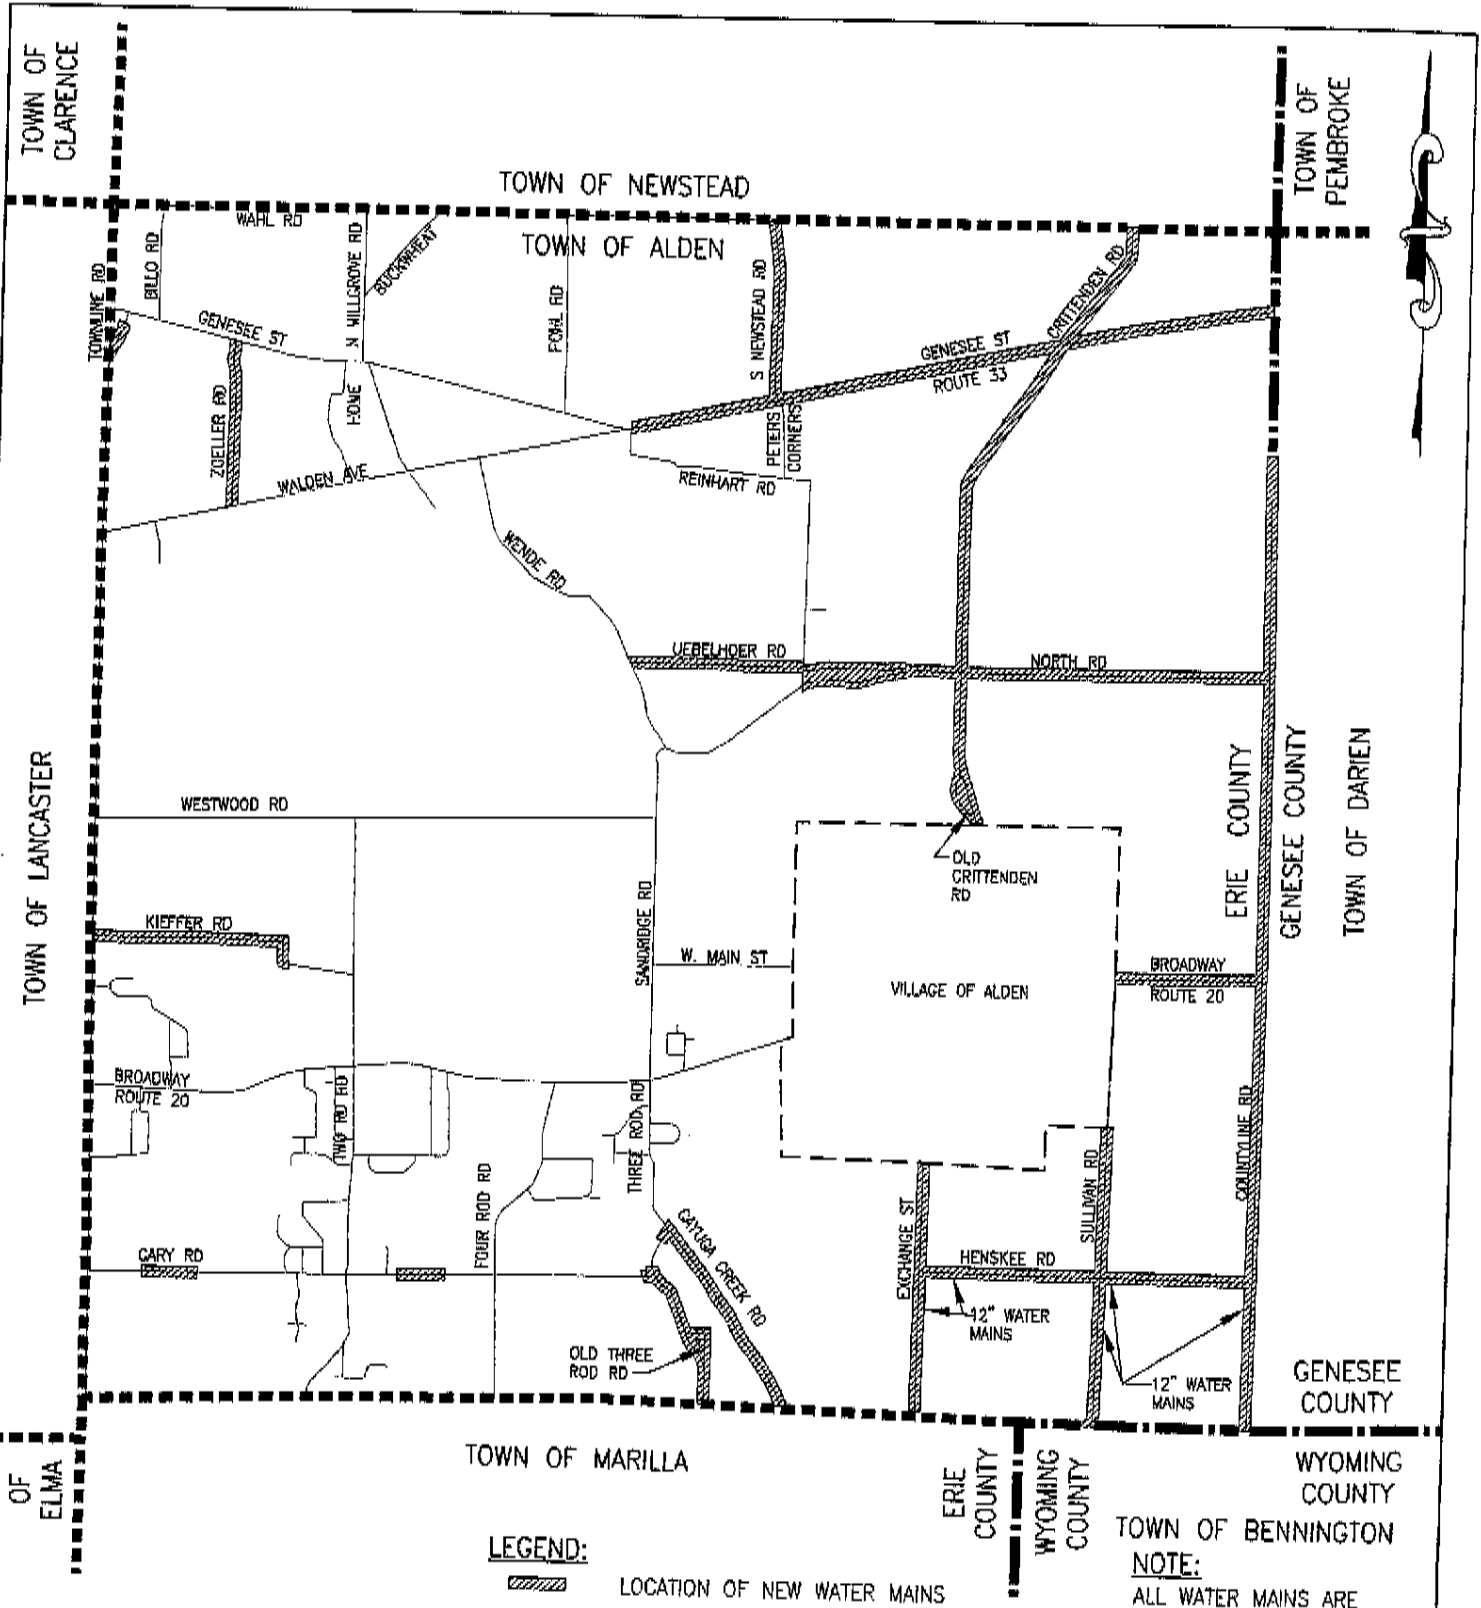 TOWN OF
CLARENCE
TOWN OF
PEMBROKE
TOWN OF NEWSTEAD
TOWN OF ALDEN
WAHL RD
BILLO RD
TOWNLINE RD
N WILLGROVE RD
BUCKWHEAT
POHL RD
S NEWSTEAD RD
CRITTENDEN RD
GENESEE ST
GENESEE ST
ROUTE 33
HOME
ZOELLER RD
PETERS
CORNERS
WALDEN AVE
REINHART RD
WENDE RD
UEBELHOER RD
NORTH RD
TOWN OF LANCASTER
WESTWOOD RD
ERIE COUNTY
GENESEE COUNTY
TOWN OF DARIEN
OLD
CRITTENDEN
RD
KIEFFER RD
SANDRIDGE RD
W. MAIN ST
VILLAGE OF ALDEN
BROADWAY
ROUTE 20
BROADWAY
ROUTE 20
TWO RD RD
THREE ROD RD
FOUR ROD RD
COUNTYLINE RD
SULLIVAN RD
EXCHANGE ST
CAYUGA CREEK RD
GARY RD
HENSKEE RD
12" WATER
MAINS
OLD THREE
ROD RD
12" WATER
MAINS
GENESEE
COUNTY
TOWN OF MARILLA
OF
ELMA
ERIE
COUNTY
WYOMING
COUNTY
WYOMING
COUNTY
TOWN OF BENNINGTON
LEGEND:
LOCATION OF NEW WATER MAINS
NOTE:
ALL WATER MAINS ARE